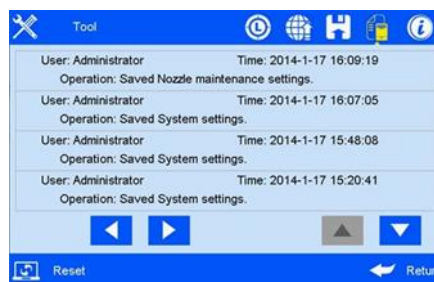 Tool
User: Administrator Time: 2014-1-17 16:09:19
Operation: Saved Nozzle maintenance settings.
User: Administrator Time: 2014-1-17 16:07:05
Operation: Saved System settings.
User: Administrator Time: 2014-1-17 15:48:08
Operation: Saved System settings.
User: Administrator Time: 2014-1-17 15:20:41
Operation: Saved System settings.
Reset Retur